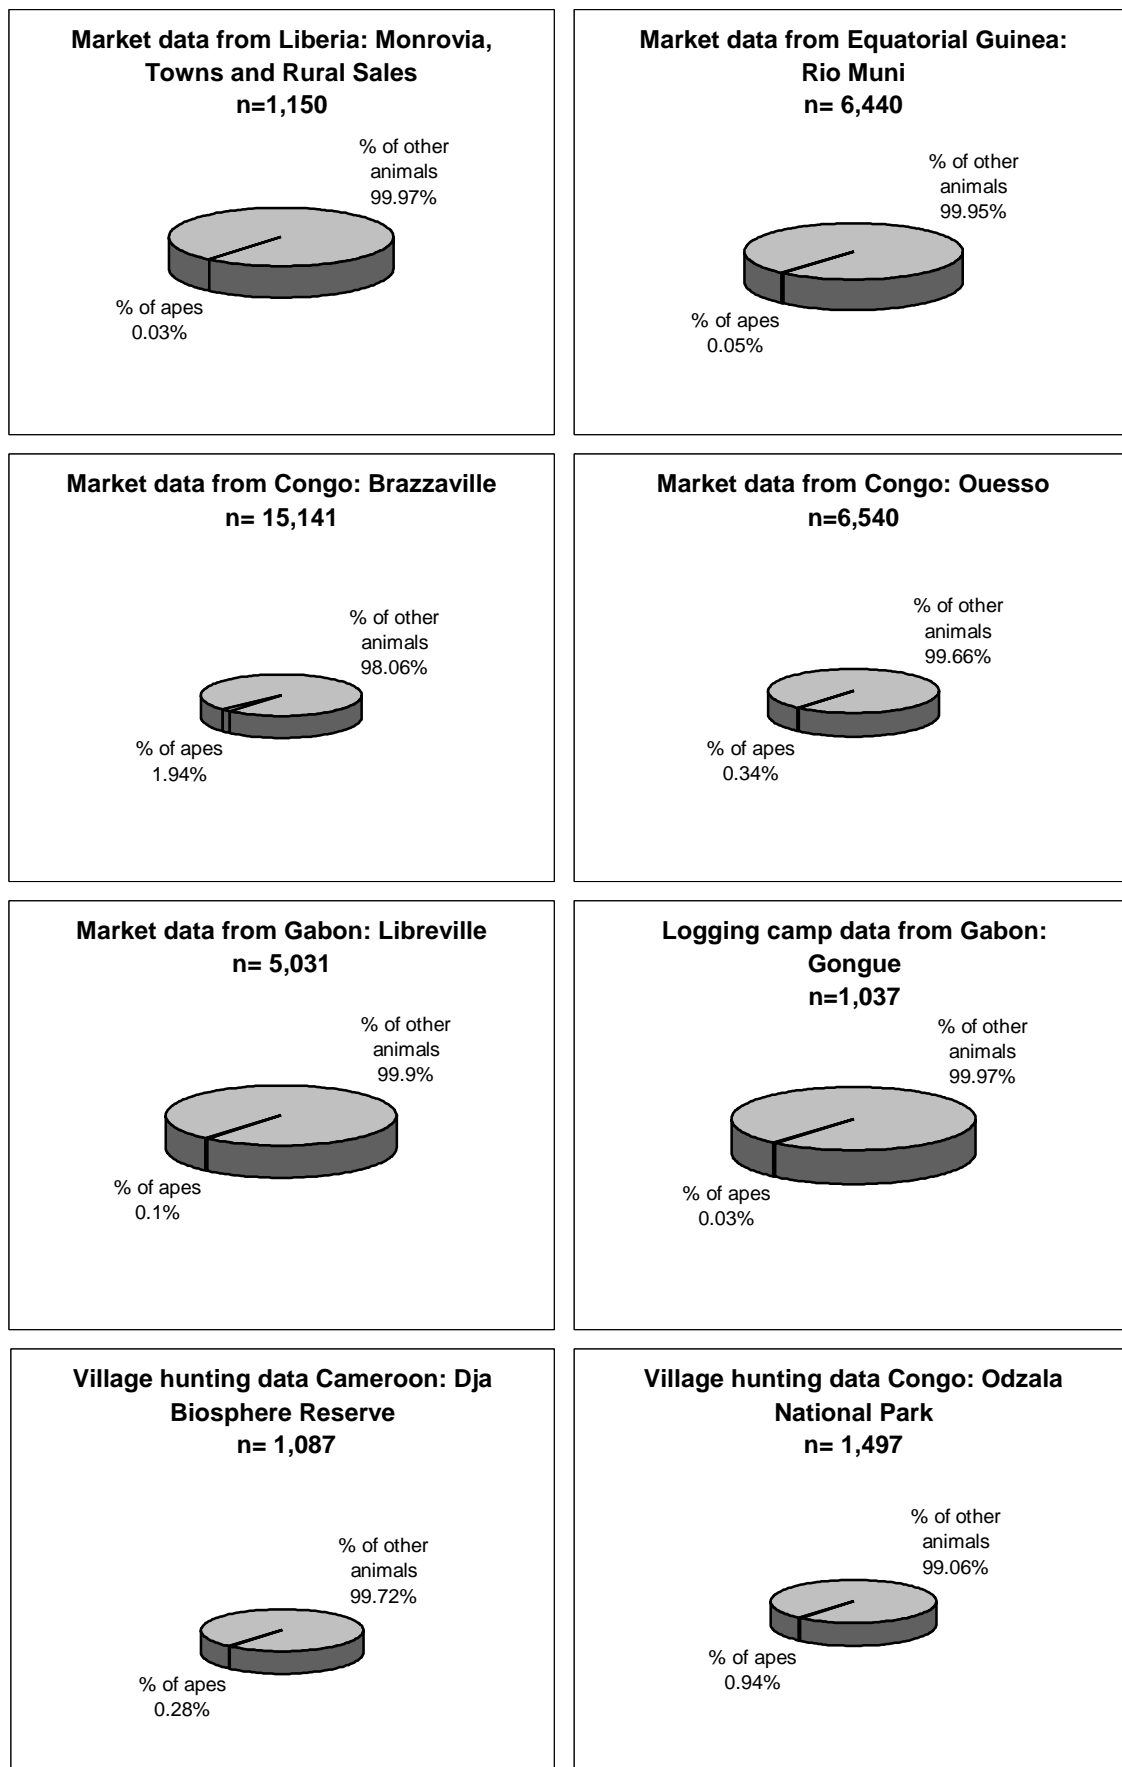 Market data from Liberia: Monrovia,
Towns and Rural Sales
n=1,150
% of other
animals
99.97%
% of apes
0.03%
Market data from Equatorial Guinea:
Rio Muni
n= 6,440
% of other
animals
99.95%
% of apes
0.05%
Market data from Congo: Brazzaville
n= 15,141
% of other
animals
98.06%
% of apes
1.94%
Market data from Congo: Ouesso
n=6,540
% of other
animals
99.66%
% of apes
0.34%
Market data from Gabon: Libreville
n= 5,031
% of other
animals
99.9%
% of apes
0.1%
Logging camp data from Gabon:
Gongue
n=1,037
% of other
animals
99.97%
% of apes
0.03%
Village hunting data Cameroon: Dja
Biosphere Reserve
n= 1,087
% of other
animals
99.72%
% of apes
0.28%
Village hunting data Congo: Odzala
National Park
n= 1,497
% of other
animals
99.06%
% of apes
0.94%